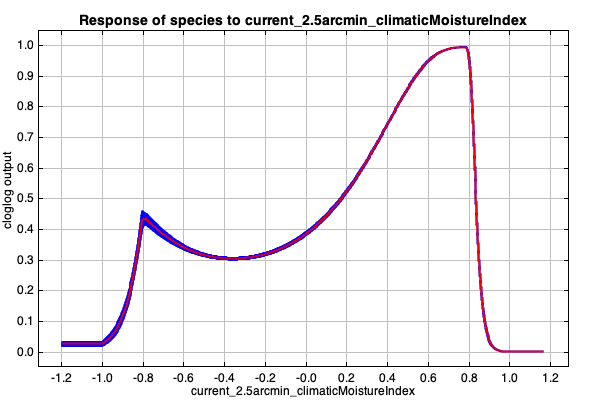 Response of species to current_2.5arcmin_climaticMoistureIndex
cloglog output
1.0
0.9
0.8
0.7
0.6
0.5
0.4
0.3
0.2
0.1
0.0
-1.2 -1.0 -0.8 -0.6 -0.4 -0.2 -0.0 0.2 0.4 0.6 0.8 1.0 1.2
current_2.5arcmin_climaticMoistureIndex